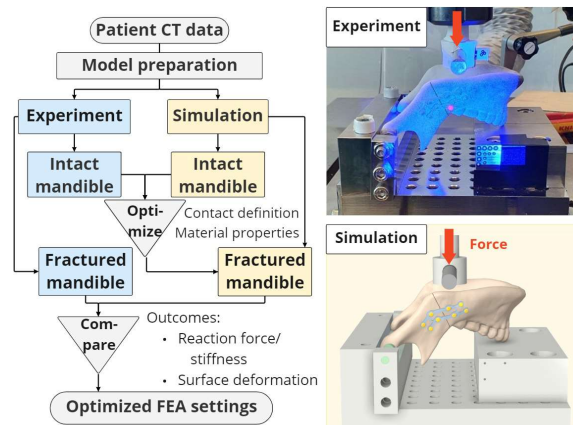 Patient CT data
Model preparation
Experiment
Simulation
Intact
mandible
Intact
mandible
Opti-
mize
Contact definition
Material properties
Fractured
mandible
Fractured
mandible
Com-
pare
Outcomes:
• Reaction force/
stiffness
• Surface deformation
Optimized FEA settings
Experiment
Simulation
Force